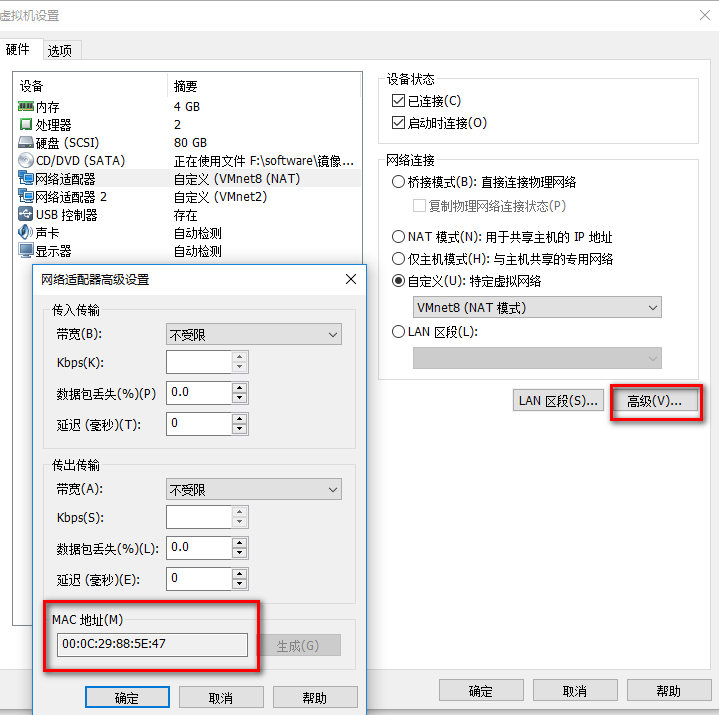 虚拟机设置
硬件 选项
设备 摘要
内存 4 GB
处理器 2
硬盘 (SCSI) 80 GB
CD/DVD (SATA) 正在使用文件 F:\software\镜像...
网络适配器 自定义 (VMnet8 (NAT)
网络适配器 2 自定义 (VMnet2)
USB 控制器 存在
声卡 自动检测
显示器 自动检测
设备状态
已连接(C)
启动时连接(O)
网络连接
桥接模式(B): 直接连接物理网络
复制物理网络连接状态(P)
NAT 模式(N): 用于共享主机的 IP 地址
仅主机模式(H): 与主机共享的专用网络
自定义(U): 特定虚拟网络
VMnet8 (NAT 模式)
LAN 区段(L):
LAN 区段(S)... 高级(V)...
网络适配器高级设置
传入传输
带宽(B): 不受限
Kbps(K):
数据包丢失(%)(P) 0.0
延迟 (毫秒)(T): 0
传出传输
带宽(A): 不受限
Kbps(S):
数据包丢失(%)(L): 0.0
延迟 (毫秒)(E): 0
MAC 地址(M)
00:0C:29:88:5E:47 生成(G)
确定 取消 帮助
确定 取消 帮助